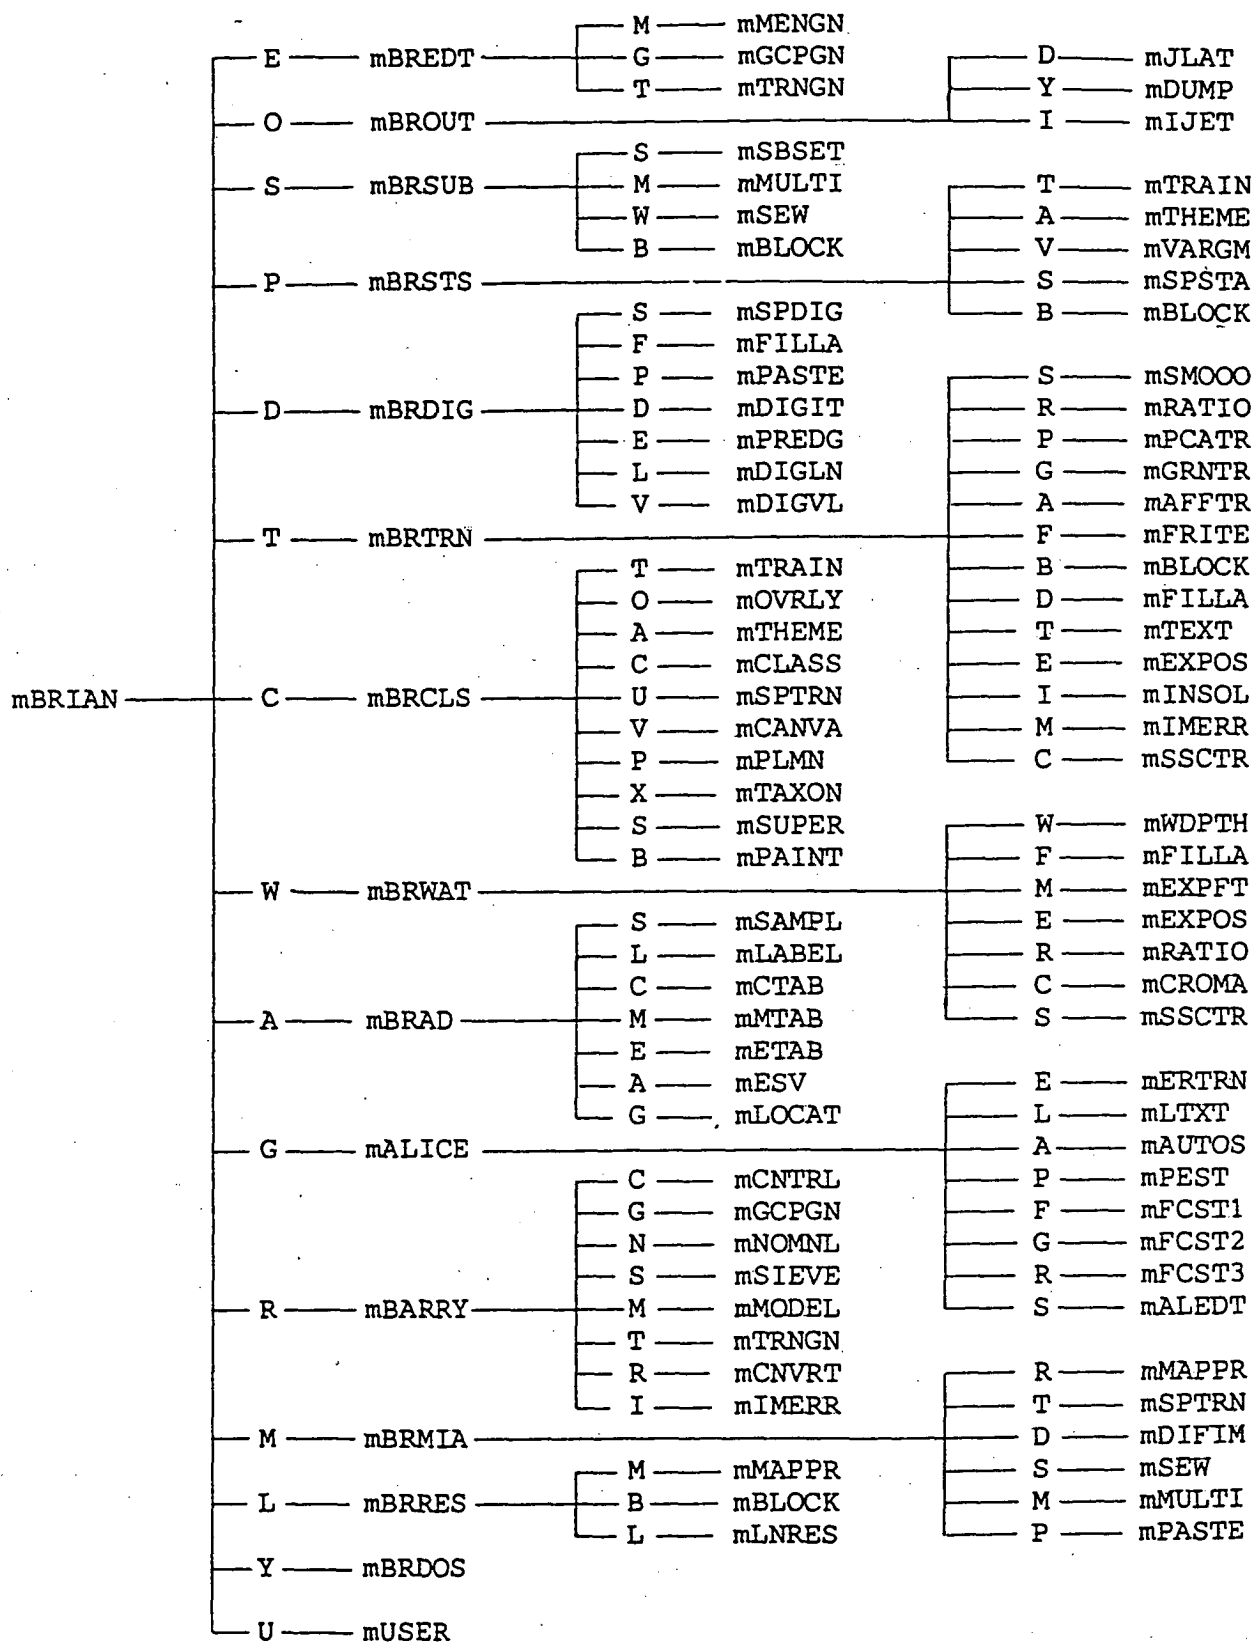 M mMENGN
E mBREDT G mGCPGN D mJLAT
T mTRNGN Y mDUMP
O mBROUT I mIJET
S mSBSET
S mBRSUB M mMULTI T mTRAIN
W mSEW A mTHEME
B mBLOCK V mVARGM
P mBRSTS S mSPSTA
S mSPDIG B mBLOCK
F mFILLA
P mPASTE S mSMOOO
D mBRDIG D mDIGIT R mRATIO
E mPREDG P mPCATR
L mDIGLN G mGRNTR
V mDIGVL A mAFFTR
T mBRTRN F mFRITE
T mTRAIN B mBLOCK
O mOVRLY D mFILLA
A mTHEME T mTEXT
C mCLASS E mEXPOS
mBRIAN C mBRCLS U mSPTRN I mINSOL
V mCANVA M mIMERR
P mPLMN C mSSCTR
X mTAXON
S mSUPER W mWDPTH
B mPAINT F mFILLA
W mBRWAT M mEXPFT
S mSAMPL E mEXPOS
L mLABEL R mRATIO
C mCTAB C mCROMA
A mBRAD M mMTAB S mSSCTR
E mETAB
A mESV E mERTRN
G mLOCAT L mLTXT
G mALICE A mAUTOS
C mCNTRL P mPEST
G mGCPGN F mFCST1
N mNOMNL G mFCST2
S mSIEVE R mFCST3
R mBARRY M mMODEL S mALEDT
T mTRNGN
R mCNVRT R mMAPPR
I mIMERR T mSPTRN
M mBRMIA D mDIFIM
M mMAPPR S mSEW
L mBRRES B mBLOCK M mMULTI
L mLNRES P mPASTE
Y mBRDOS
U mUSER